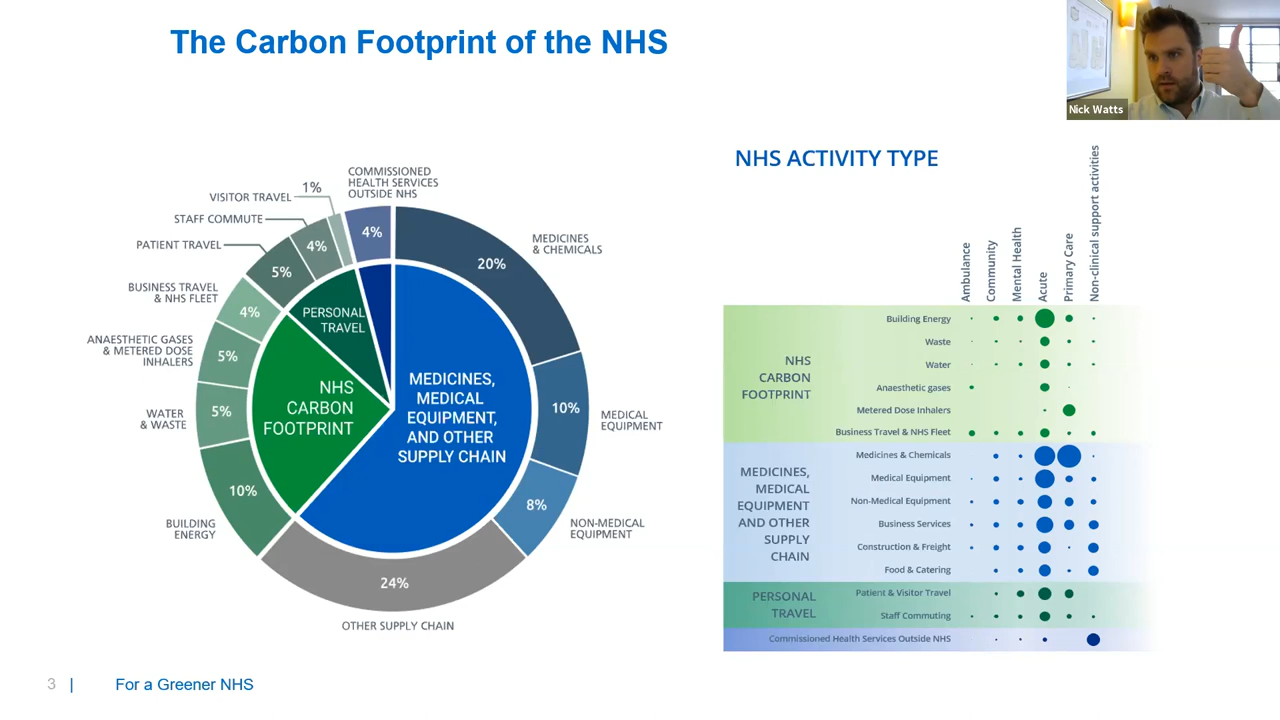 The Carbon Footprint of the NHS
Nick Watts
COMMISSIONED
HEALTH SERVICES
OUTSIDE NHS
1%
VISITOR TRAVEL
STAFF COMMUTE
PATIENT TRAVEL
BUSINESS TRAVEL
& NHS FLEET
ANAESTHETIC GASES
& METERED DOSE
INHALERS
WATER
& WASTE
BUILDING
ENERGY
4%
4%
5%
4%
5%
5%
10%
24%
OTHER SUPPLY CHAIN
20%
MEDICINES
& CHEMICALS
10%
MEDICAL
EQUIPMENT
8%
NON-MEDICAL
EQUIPMENT
PERSONAL
TRAVEL
NHS
CARBON
FOOTPRINT
MEDICINES,
MEDICAL
EQUIPMENT,
AND OTHER
SUPPLY CHAIN
NHS ACTIVITY TYPE
Ambulance
Community
Mental Health
Acute
Primary Care
Non-clinical support activities
NHS
CARBON
FOOTPRINT
Building Energy
Waste
Water
Anaesthetic gases
Metered Dose Inhalers
Business Travel & NHS Fleet
MEDICINES,
MEDICAL
EQUIPMENT
AND OTHER
SUPPLY
CHAIN
Medicines & Chemicals
Medical Equipment
Non-Medical Equipment
Business Services
Construction & Freight
Food & Catering
PERSONAL
TRAVEL
Patient & Visitor Travel
Staff Commuting
Commissioned Health Services Outside NHS
3 | For a Greener NHS